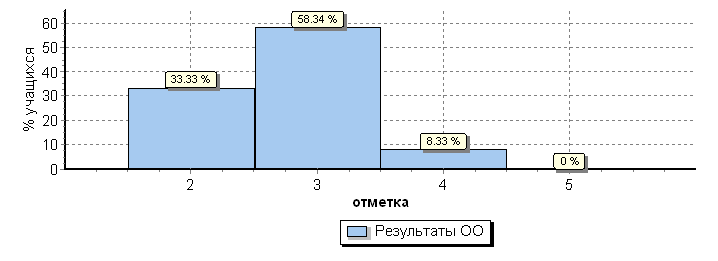 % учащихся
60
50
40
30
20
10
0
33.33 %
58.34 %
8.33 %
0 %
2 3 4 5
отметка
Результаты ОО